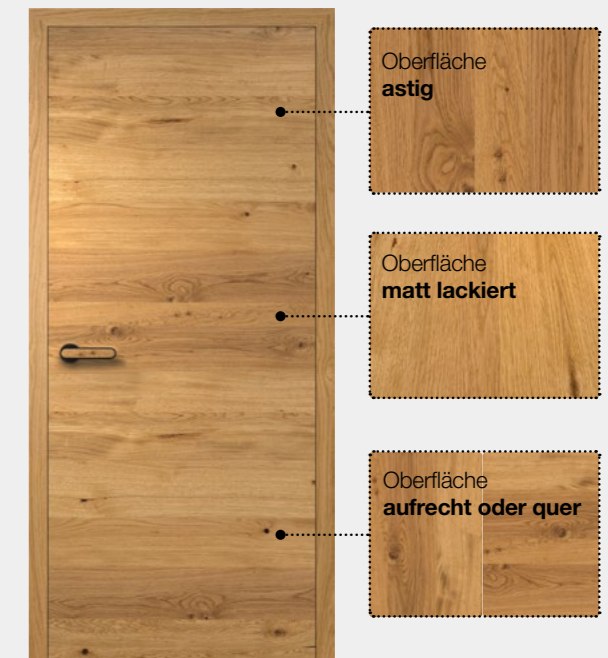 Oberfläche
astig
Oberfläche
matt lackiert
Oberfläche
aufrecht oder quer